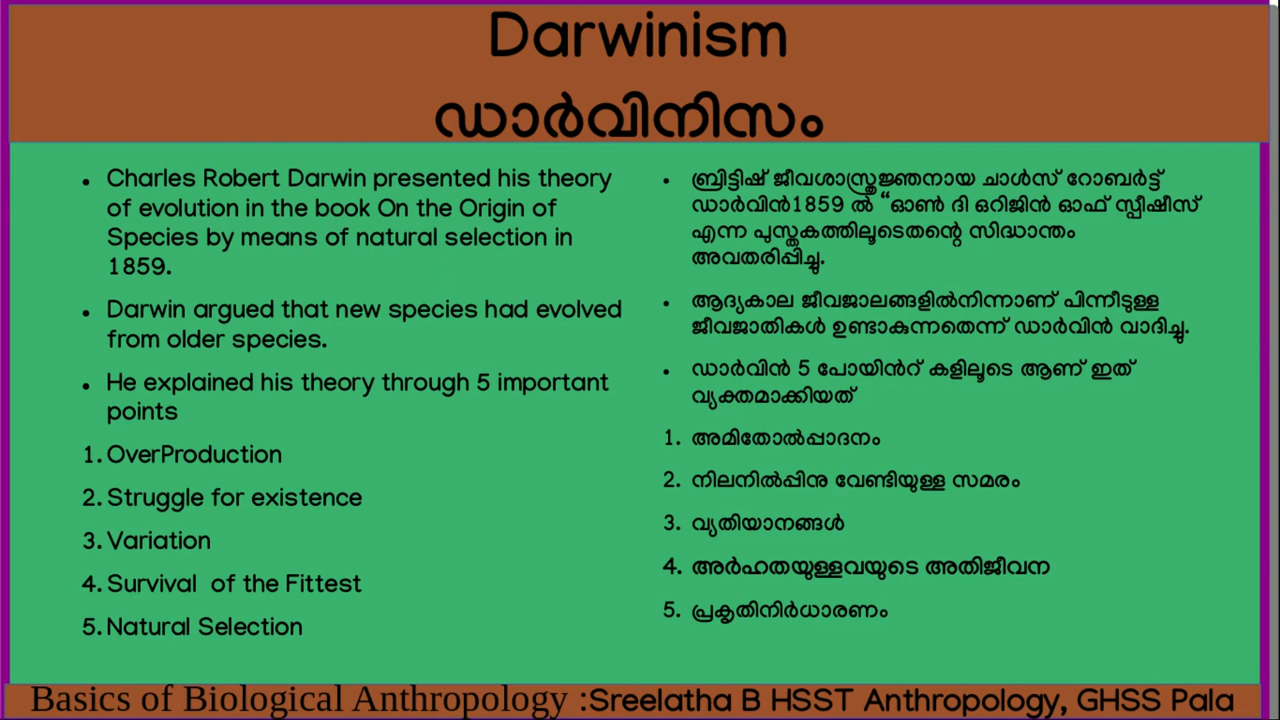 Darwinism
ഡാർവിനിസം
• Charles Robert Darwin presented his theory
of evolution in the book On the Origin of
Species by means of natural selection in
1859.
• Darwin argued that new species had evolved
from older species.
• He explained his theory through 5 important
points
1. OverProduction
2. Struggle for existence
3. Variation
4. Survival of the Fittest
5. Natural Selection
• ബ്രിട്ടിഷ് ജീവശാസ്ത്രജ്ഞനായ ചാൾസ് റോബർട്ട്
ഡാർവിൻ1859 ൽ “ഓൺ ദി ഒറിജിൻ ഓഫ് സ്പീഷീസ്
എന്ന പുസ്തകത്തിലൂടെതന്റെ സിദ്ധാന്തം
അവതരിപ്പിച്ചു.
• ആദ്യകാല ജീവജാലങ്ങളിൽനിന്നാണ് പിന്നീടുള്ള
ജീവജാതികൾ ഉണ്ടാകുന്നതെന്ന് ഡാർവിൻ വാദിച്ചു.
• ഡാർവിൻ 5 പോയിൻറ് കളിലൂടെ ആണ് ഇത്
വ്യക്തമാക്കിയത്
1. അമിതോൽപ്പാദനം
2. നിലനിൽപ്പിനു വേണ്ടിയുള്ള സമരം
3. വ്യതിയാനങ്ങൾ
4. അർഹതയുള്ളവയുടെ അതിജീവന
5. പ്രകൃതിനിർധാരണം
Basics of Biological Anthropology :Sreelatha B HSST Anthropology, GHSS Pala